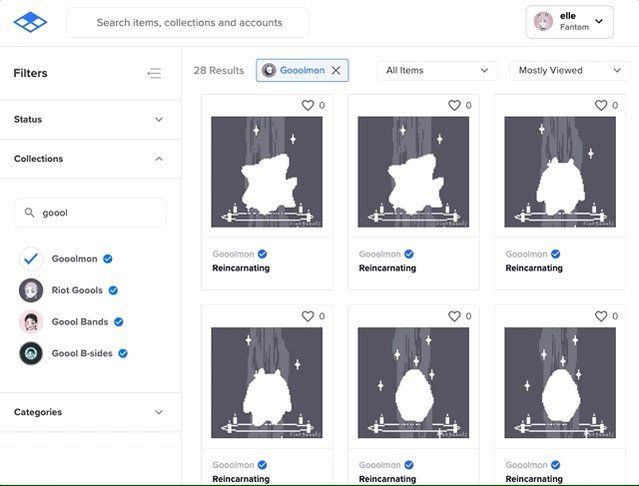 Search items, collections and accounts
elle
Fantom
Filters
28 Results
Gooolmon
All Items
Mostly Viewed
Status
Collections
goool
Gooolmon
Riot Goools
Goool Bands
Goool B-sides
Categories
0
0
0
Gooolmon
Gooolmon
Gooolmon
Reincarnating
Reincarnating
Reincarnating
0
0
0
Gooolmon
Gooolmon
Gooolmon
Reincarnating
Reincarnating
Reincarnating